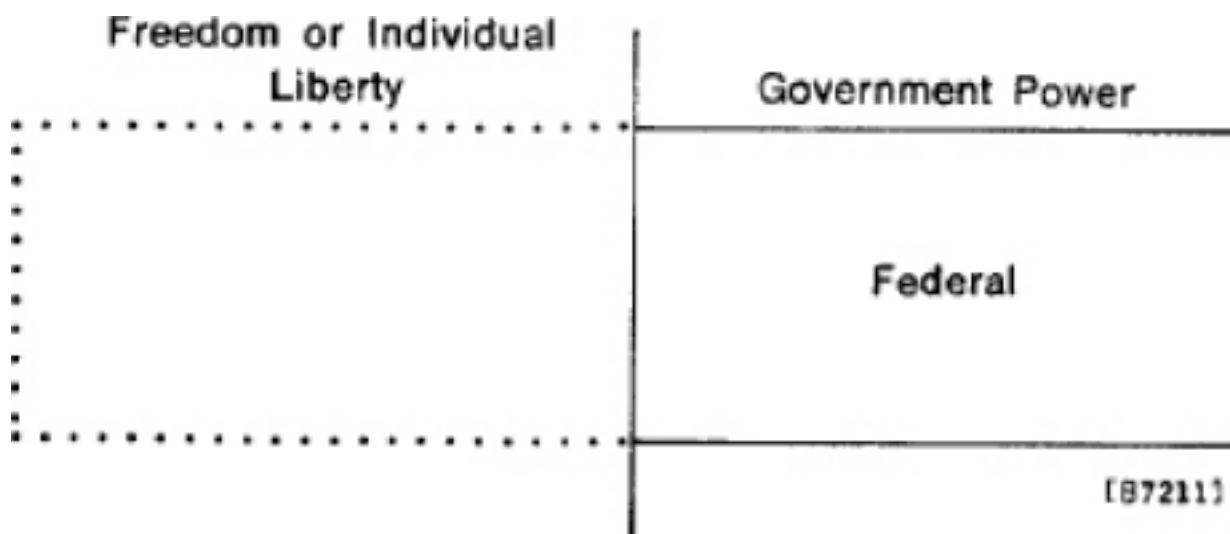 Freedom or Individual
Liberty
Government Power
Federal
[87211]